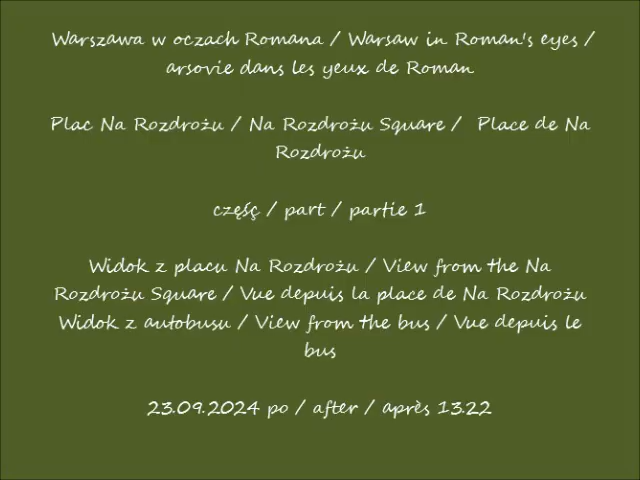 Warszawa w oczach Romana / Warsaw in Roman's eyes /
arsovie dans les yeux de Roman
Plac Na Rozdrożu / Na Rozdrożu Square / Place de Na
Rozdrożu
częśç / part / partie 1
Widok z placu Na Rozdrożu / View from the Na
Rozdrożu Square / Vue depuis la place de Na Rozdrożu
Widok z autobusu / View from the bus / Vue depuis le
bus
23.09.2024 po / after / après 13.22